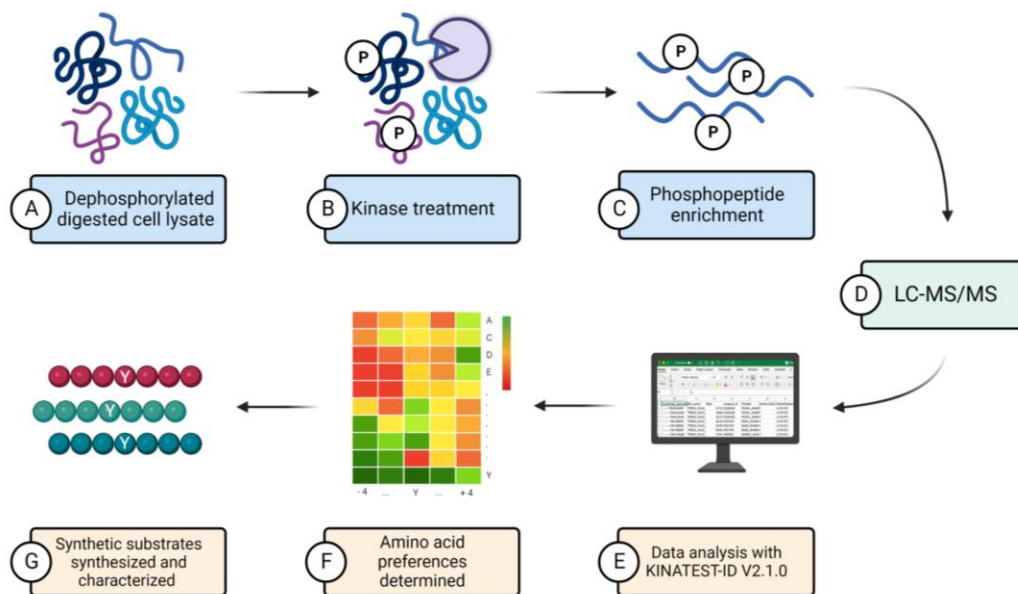 P
P
P
P
P
A
Dephosphorylated
digested cell lysate
B
Kinase treatment
C
Phosphopeptide
enrichment
D
LC-MS/MS
Y
Y
Y
A
C
D
E
.
.
.
.
.
Y
- 4
...
Y
...
+ 4
G
Synthetic substrates
synthesized and
characterized
F
Amino acid
preferences
determined
E
Data analysis with
KINATEST-ID V2.1.0